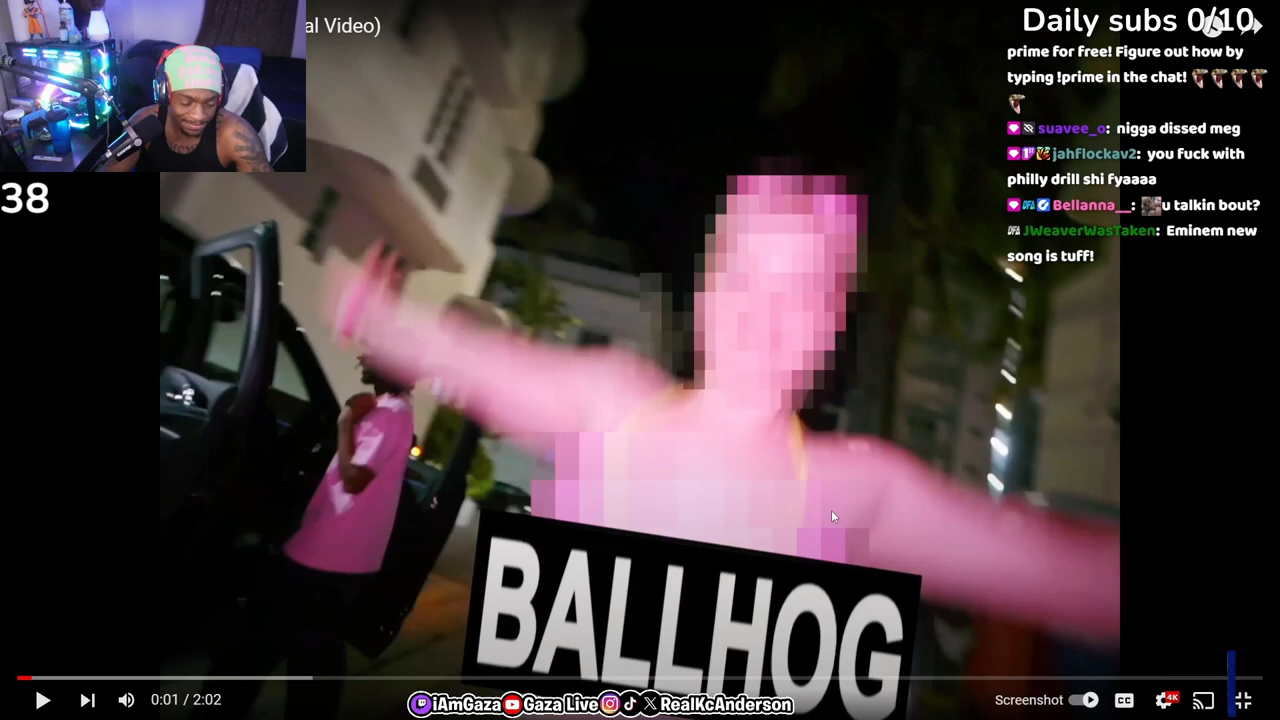 al Video)
Daily subs 0/10
prime for free! Figure out how by
typing !prime in the chat!
suavee_o: nigga dissed meg
jahflockav2: you fuck with
philly drill shi fyaaaa
Bellanna__: u talkin bout?
JWeaverWasTaken: Eminem new
song is tuff!
38
BALLHOG
0:01 / 2:02
iAmGaza Gaza Live RealKcAnderson
Screenshot
CC
4K